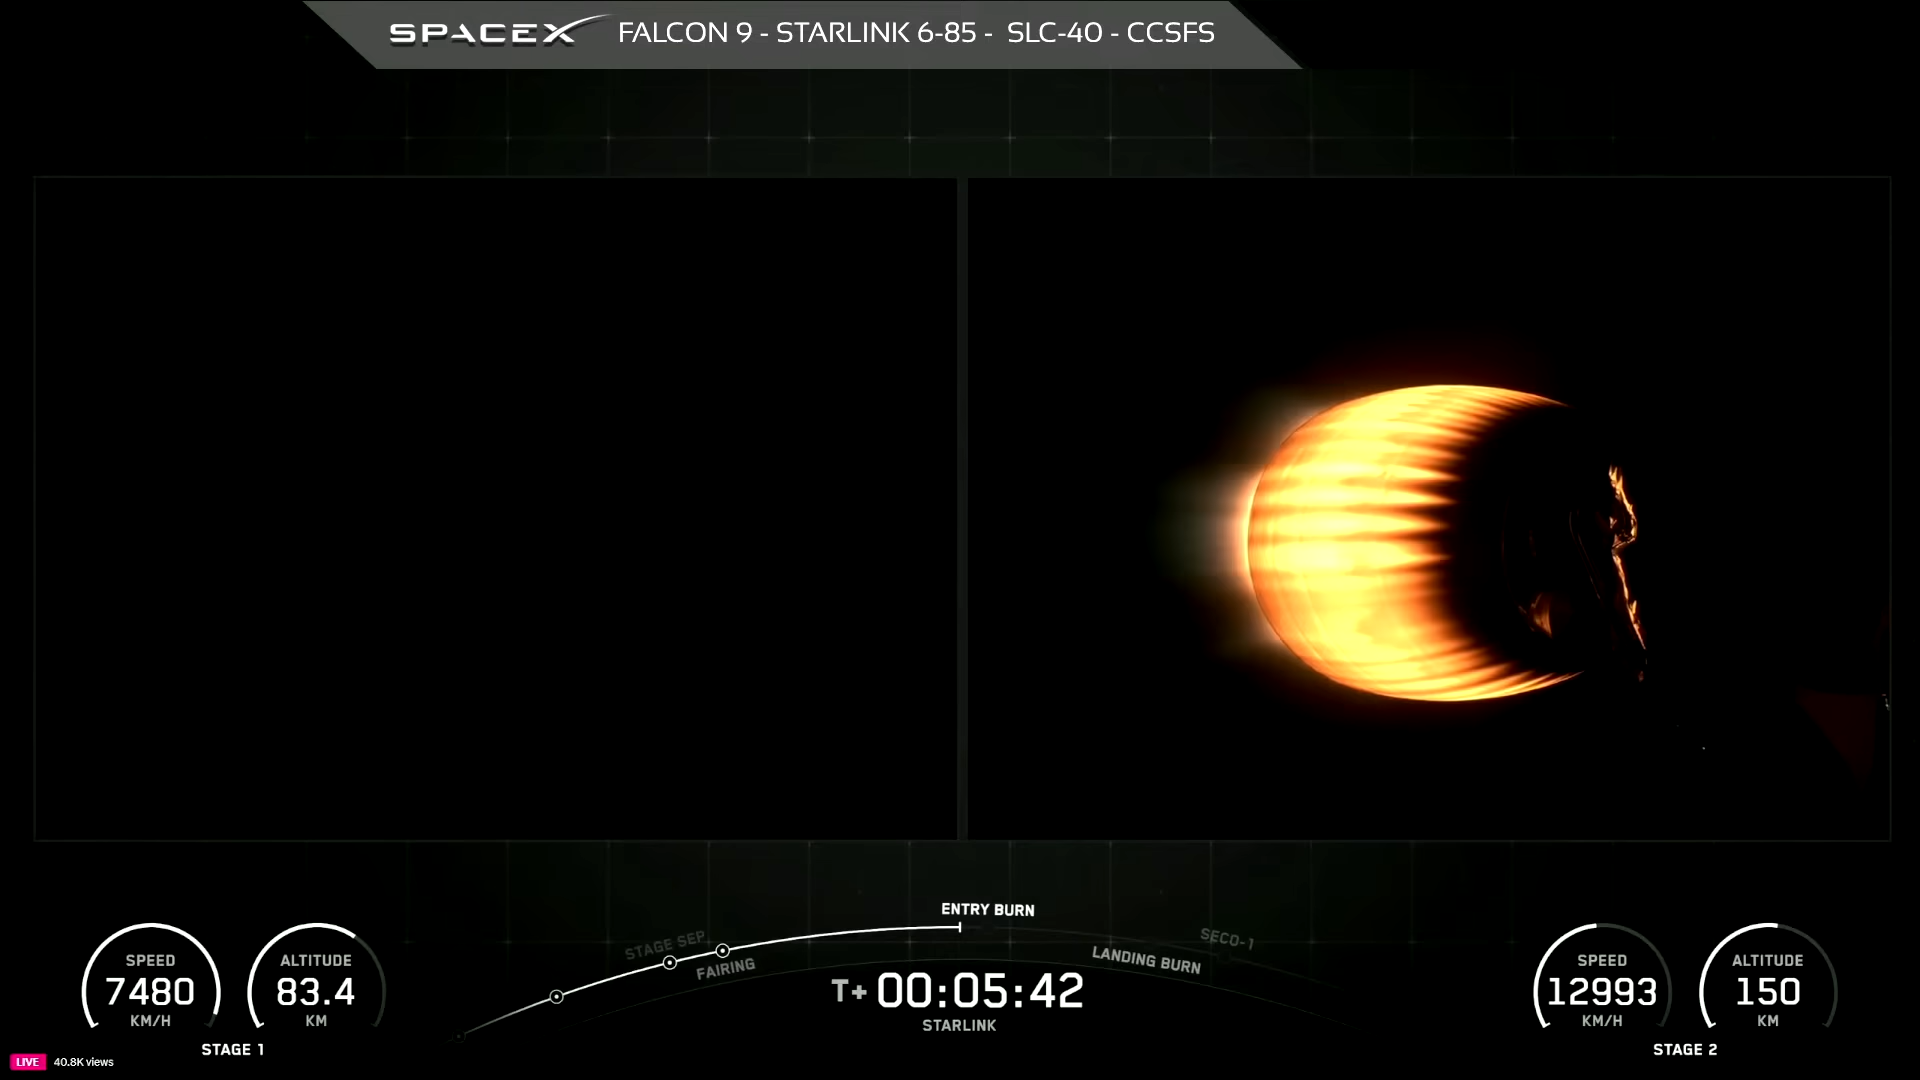 SPACEX FALCON 9 - STARLINK 6-85 - SLC-40 - CCSFS
ENTRY BURN
STAGE SEP
FAIRING
LANDING BURN
SECO-1
SPEED
7480
KM/H
ALTITUDE
83.4
KM
STAGE 1
T+ 00:05:42
STARLINK
SPEED
12993
KM/H
ALTITUDE
150
KM
STAGE 2
LIVE 40.8K views